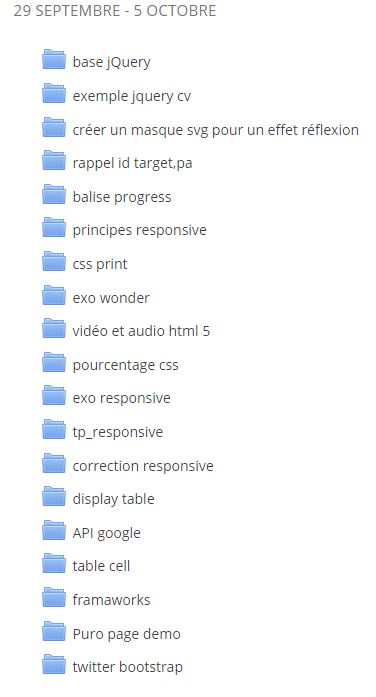 29 SEPTEMBRE - 5 OCTOBRE
base jQuery
exemple jquery cv
créer un masque svg pour un effet réflexion
rappel id target,pa
balise progress
principes responsive
css print
exo wonder
vidéo et audio html 5
pourcentage css
exo responsive
tp_responsive
correction responsive
display table
API google
table cell
framaworks
Puro page demo
twitter bootstrap